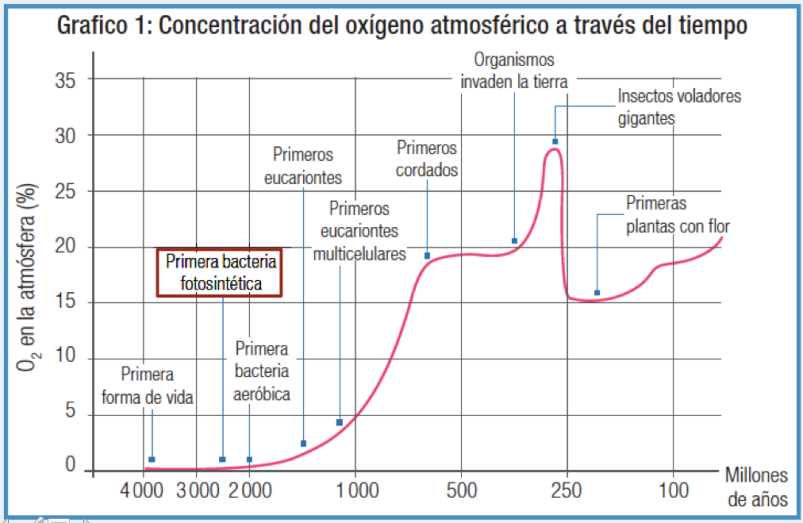 Grafico 1: Concentración del oxígeno atmosférico a través del tiempo
Organismos
invaden la tierra
Insectos voladores
gigantes
Primeros
eucariontes
Primeros
cordados
Primeros
eucariontes
multicelulares
Primeras
plantas con flor
Primera bacteria
fotosintética
Primera
bacteria
aeróbica
Primera
forma de vida
O₂ en la atmósfera (%)
35
30
25
20
15
10
5
0
4 000 3 000 2 000 1 000 500 250 100
Millones
de años